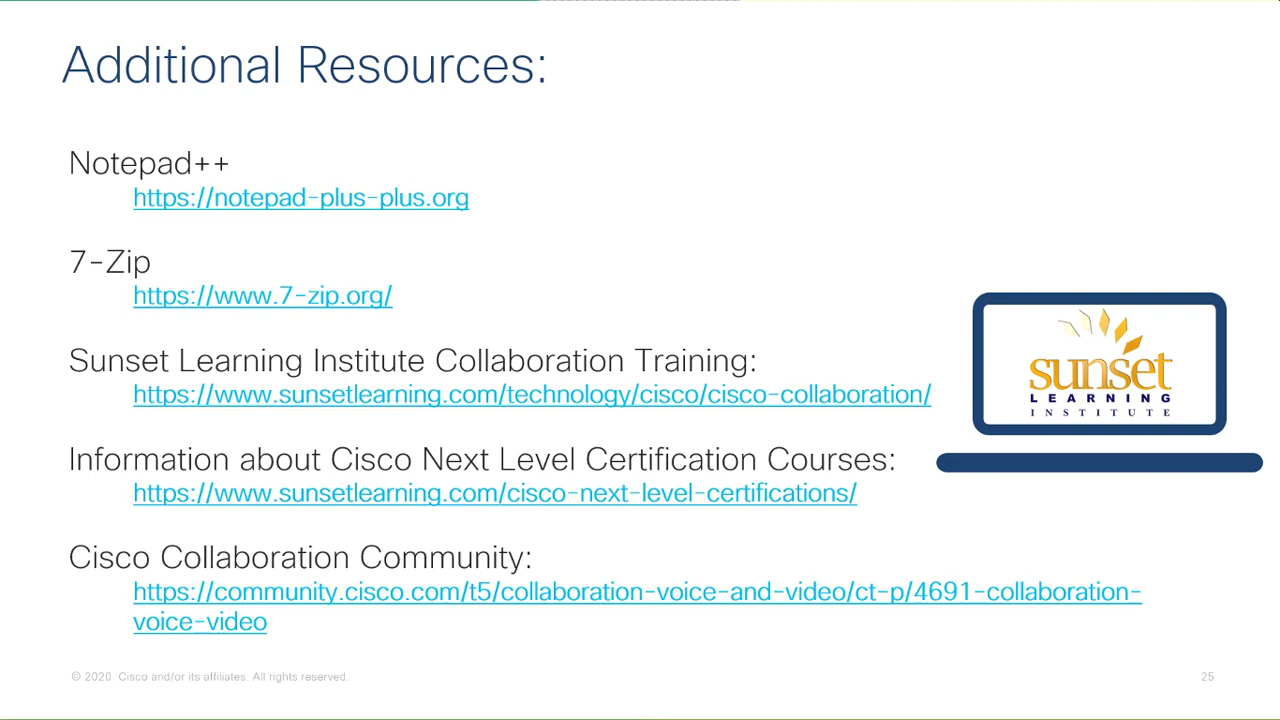 Additional Resources:
Notepad++
https://notepad-plus-plus.org
7-Zip
https://www.7-zip.org/
Sunset Learning Institute Collaboration Training:
https://www.sunsetlearning.com/technology/cisco/cisco-collaboration/
sunset
LEARNING
INSTITUTE
Information about Cisco Next Level Certification Courses:
https://www.sunsetlearning.com/cisco-next-level-certifications/
Cisco Collaboration Community:
https://community.cisco.com/t5/collaboration-voice-and-video/ct-p/4691-collaboration-
voice-video
© 2020 Cisco and/or its affiliates. All rights reserved.
25